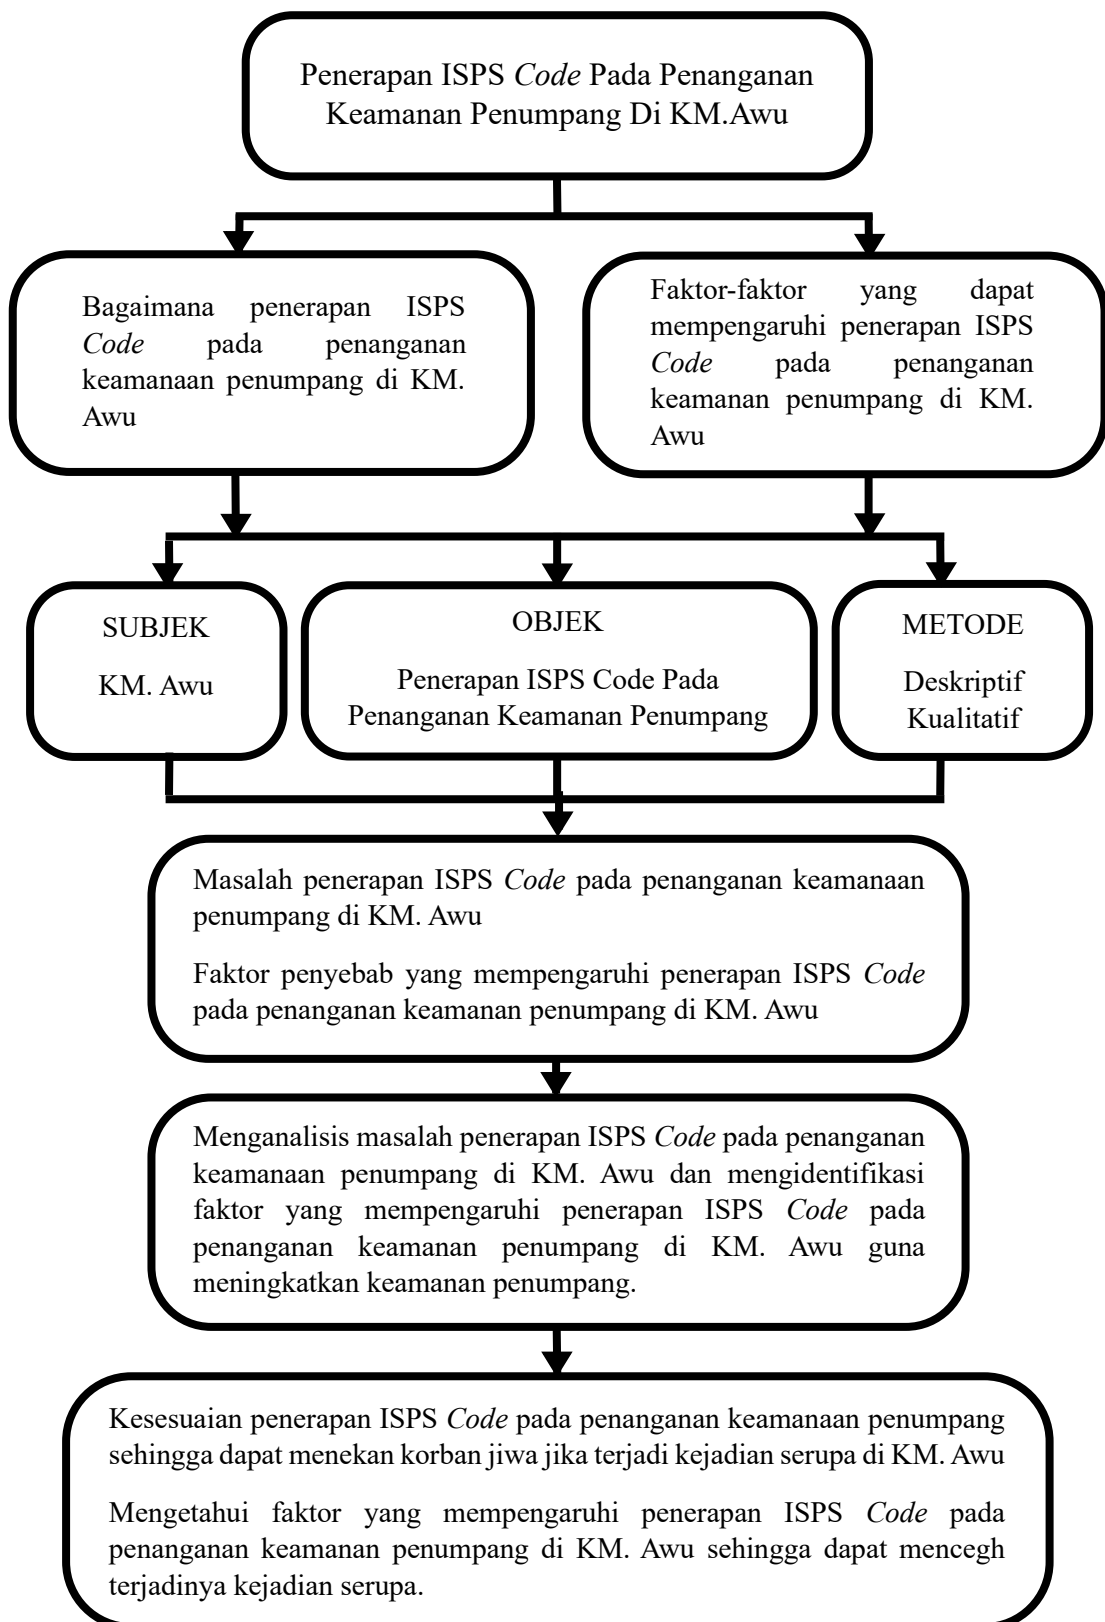 Penerapan ISPS Code Pada Penanganan
Keamanan Penumpang Di KM.Awu
Bagaimana penerapan ISPS
Code pada penanganan
keamanaan penumpang di KM.
Awu
Faktor-faktor yang dapat
mempengaruhi penerapan ISPS
Code pada penanganan
keamanan penumpang di KM.
Awu
SUBJEK
KM. Awu
OBJEK
Penerapan ISPS Code Pada
Penanganan Keamanan Penumpang
METODE
Deskriptif
Kualitatif
Masalah penerapan ISPS Code pada penanganan keamanaan
penumpang di KM. Awu
Faktor penyebab yang mempengaruhi penerapan ISPS Code
pada penanganan keamanan penumpang di KM. Awu
Menganalisis masalah penerapan ISPS Code pada penanganan
keamanaan penumpang di KM. Awu dan mengidentifikasi
faktor yang mempengaruhi penerapan ISPS Code pada
penanganan keamanan penumpang di KM. Awu guna
meningkatkan keamanan penumpang.
Kesesuaian penerapan ISPS Code pada penanganan keamanaan penumpang
sehingga dapat menekan korban jiwa jika terjadi kejadian serupa di KM. Awu
Mengetahui faktor yang mempengaruhi penerapan ISPS Code pada
penanganan keamanan penumpang di KM. Awu sehingga dapat mencegh
terjadinya kejadian serupa.